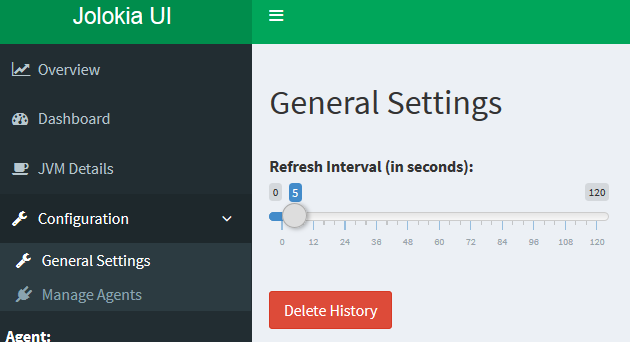 Jolokia UI
Overview
Dashboard
JVM Details
Configuration
General Settings
Manage Agents
Agent:
General Settings
Refresh Interval (in seconds):
0 5 120
0 12 24 36 48 60 72 84 96 108 120
Delete History